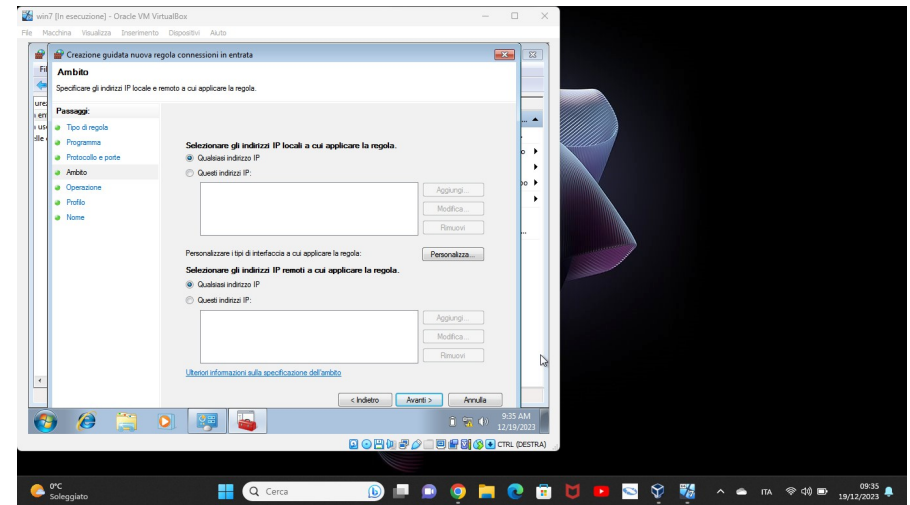 win7 [In esecuzione] - Oracle VM VirtualBox
File Macchina Visualizza Inserimento Dispositivi Aiuto
Creazione guidata nuova regola connessioni in entrata
Ambito
Specificare gli indirizzi IP locale e remoto a cui applicare la regola.
Passaggi:
Tipo di regola
Programma
Protocollo e porte
Ambito
Operazione
Profilo
Nome
Selezionare gli indirizzi IP locali a cui applicare la regola.
Qualsiasi indirizzo IP
Questi indirizzi IP:
Aggiungi...
Modifica...
Rimuovi
Personalizzare i tipi di interfaccia a cui applicare la regola:
Personalizza...
Selezionare gli indirizzi IP remoti a cui applicare la regola.
Qualsiasi indirizzo IP
Questi indirizzi IP:
Aggiungi...
Modifica...
Rimuovi
Ulteriori informazioni sulla specificazione dell'ambito
< Indietro Avanti > Annulla
9:35 AM
12/19/2023
CTRL (DESTRA)
0°C
Soleggiato
Cerca
ITA
09:35
19/12/2023